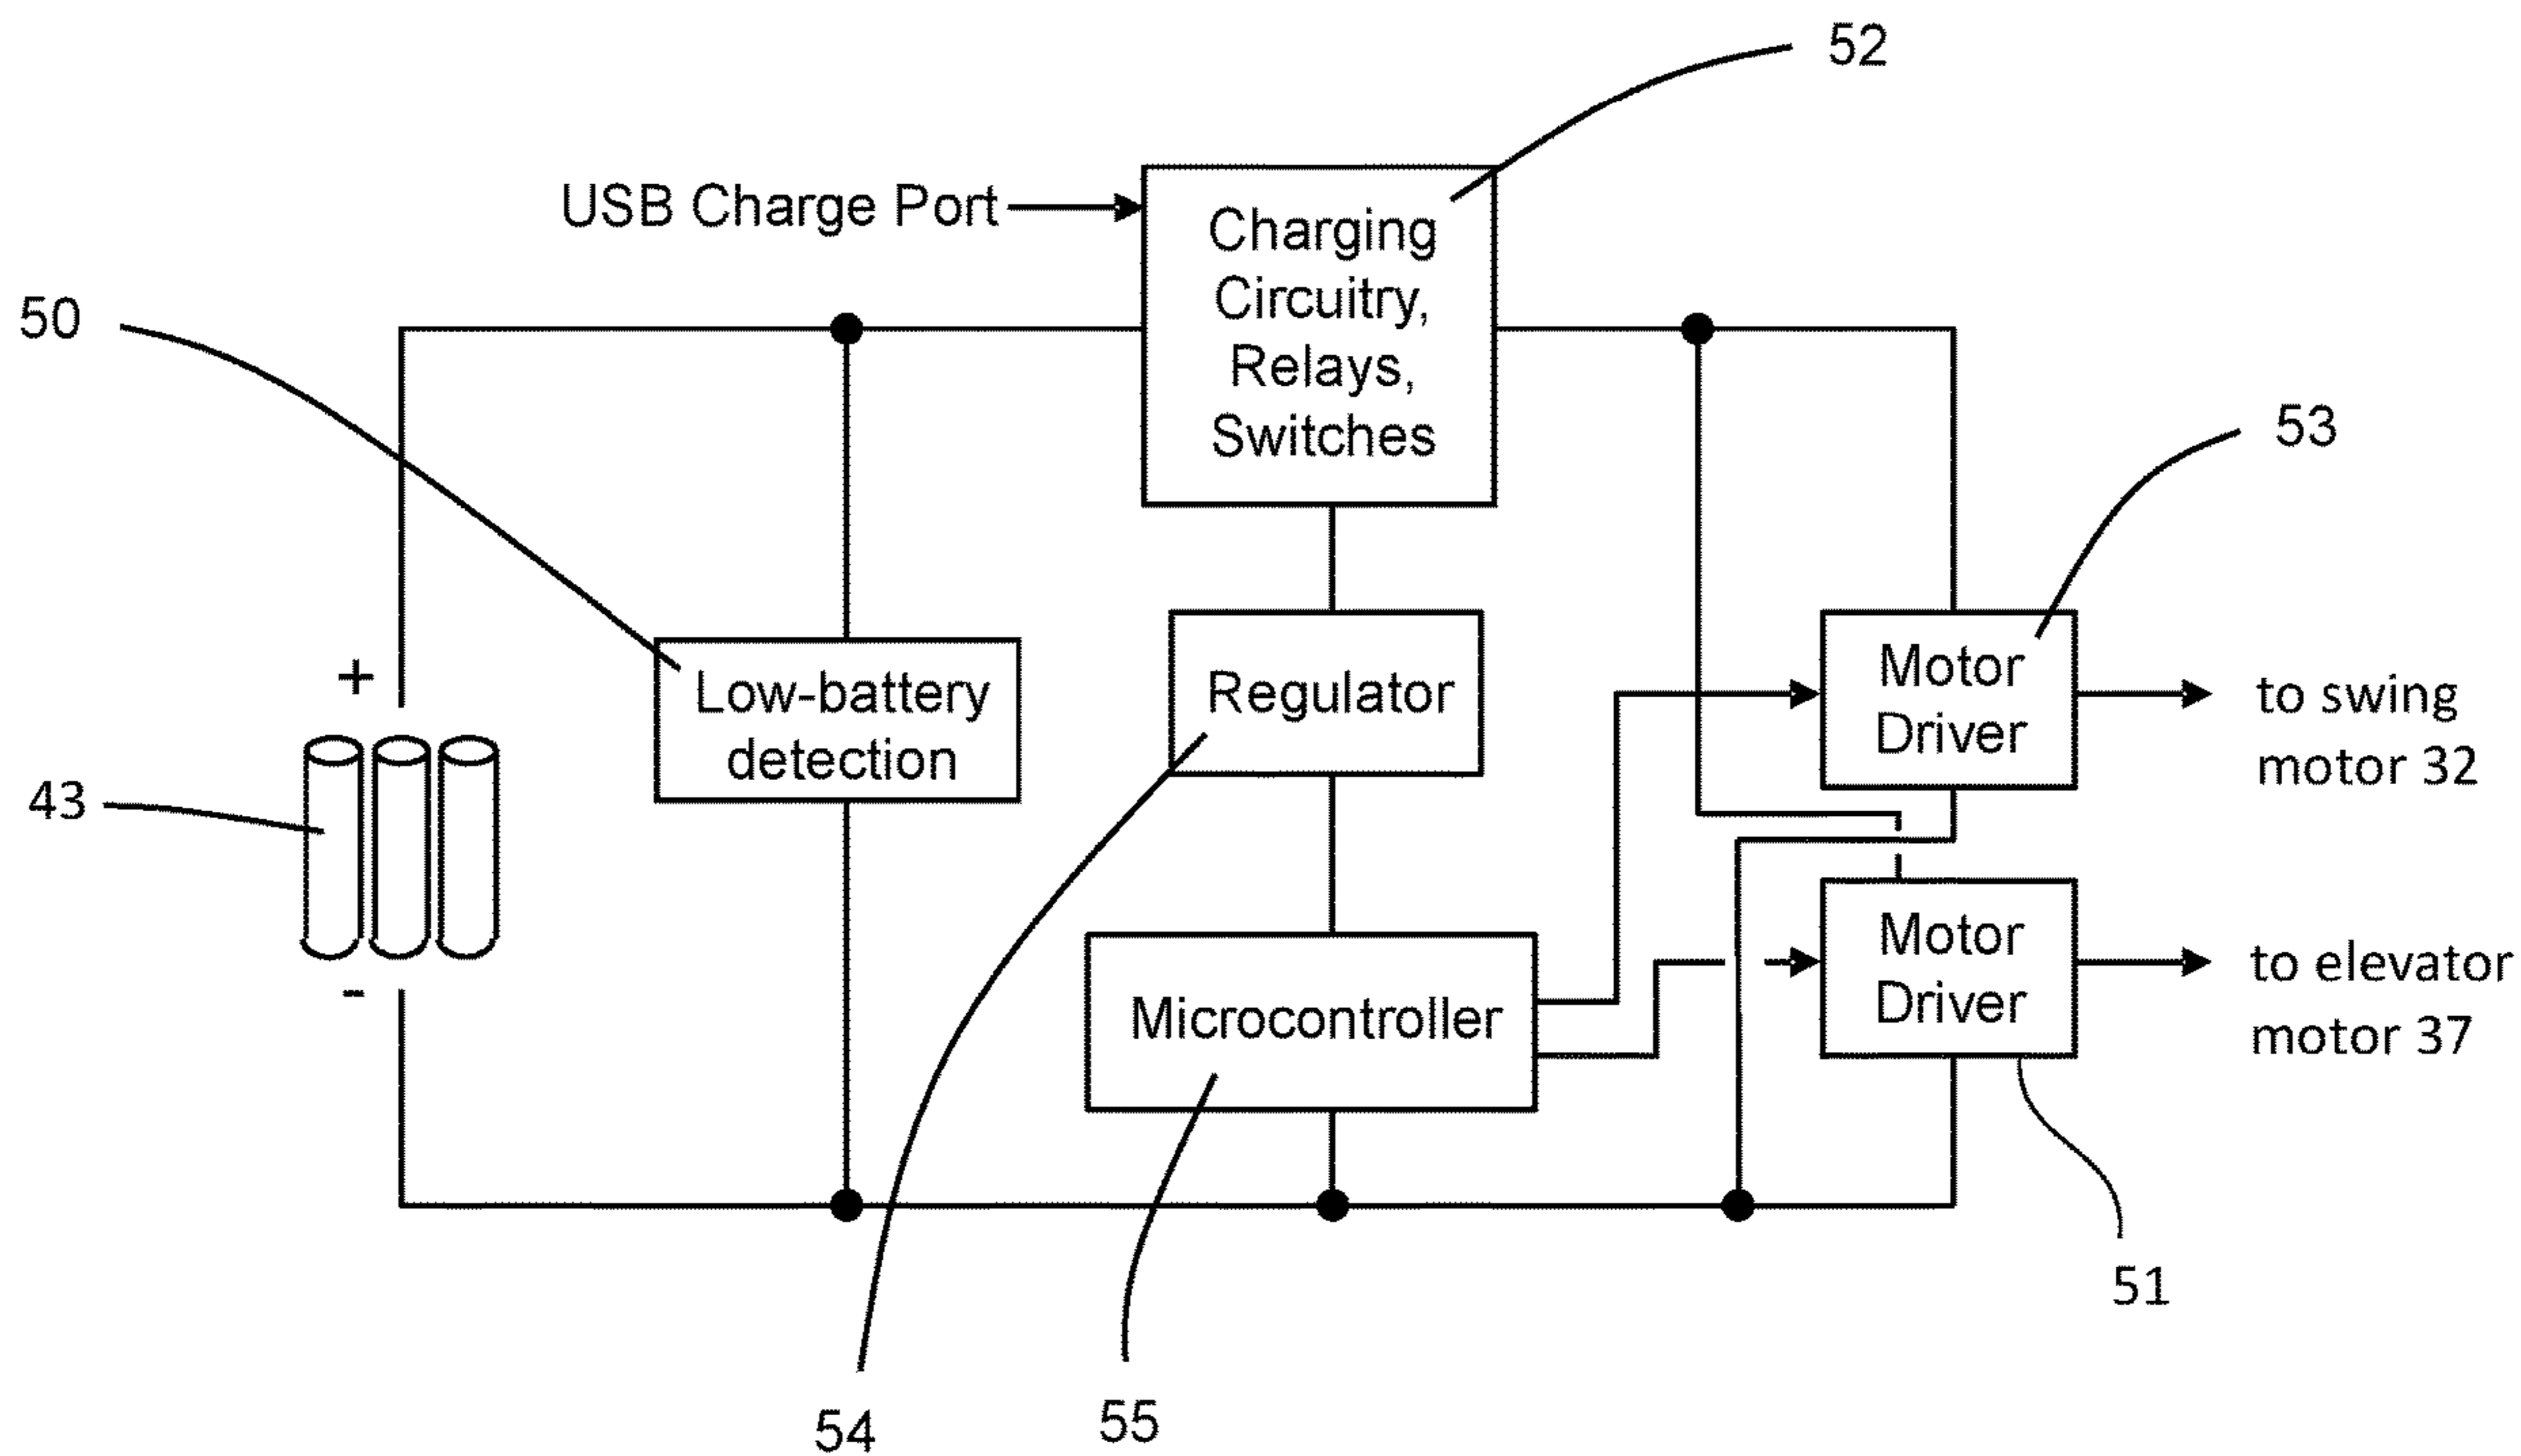 52
USB Charge Port
Charging
Circuitry,
Relays,
Switches
50
53
+
Low-battery
detection
Regulator
Motor
Driver
to swing
motor 32
43
-
Microcontroller
Motor
Driver
to elevator
motor 37
51
54
55